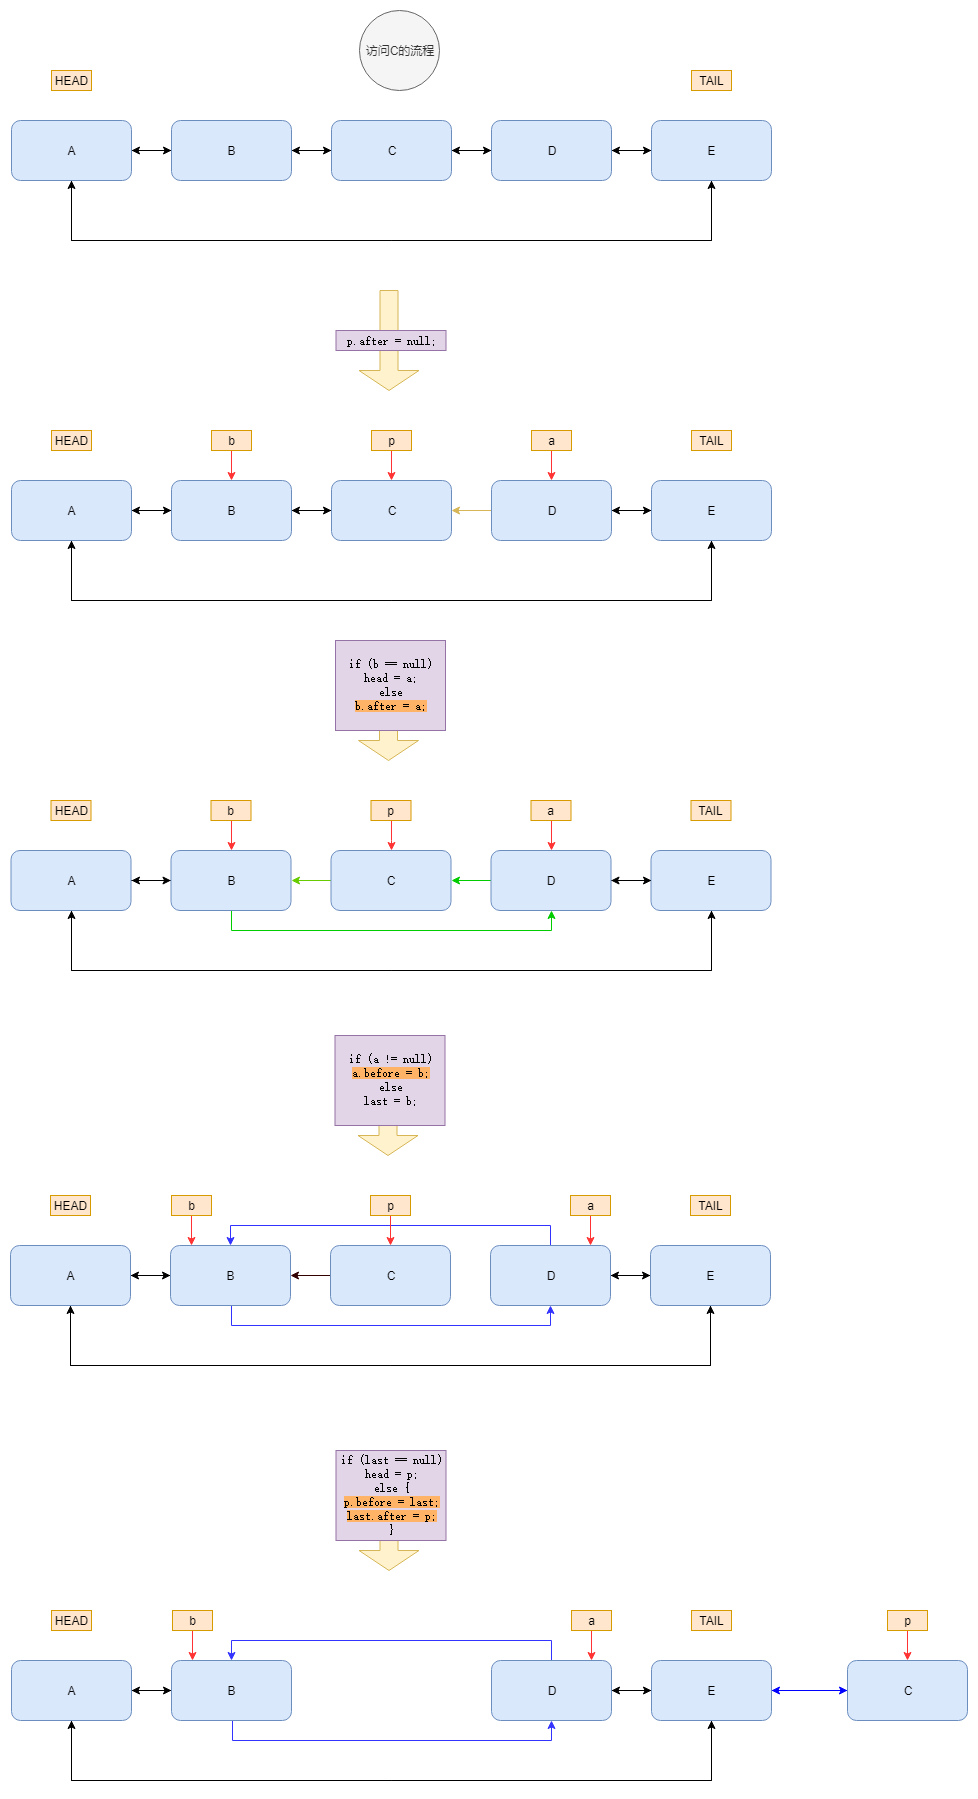 访问C的流程
HEAD
TAIL
A
B
C
D
E
p.after = null;
HEAD
b
p
a
TAIL
A
B
C
D
E
if (b == null)
head = a;
else
b.after = a;
HEAD
b
p
a
TAIL
A
B
C
D
E
if (a != null)
a.before = b;
else
last = b;
HEAD
b
p
a
TAIL
A
B
C
D
E
if (last == null)
head = p;
else {
p.before = last;
last.after = p;
}
HEAD
b
a
TAIL
p
A
B
D
E
C